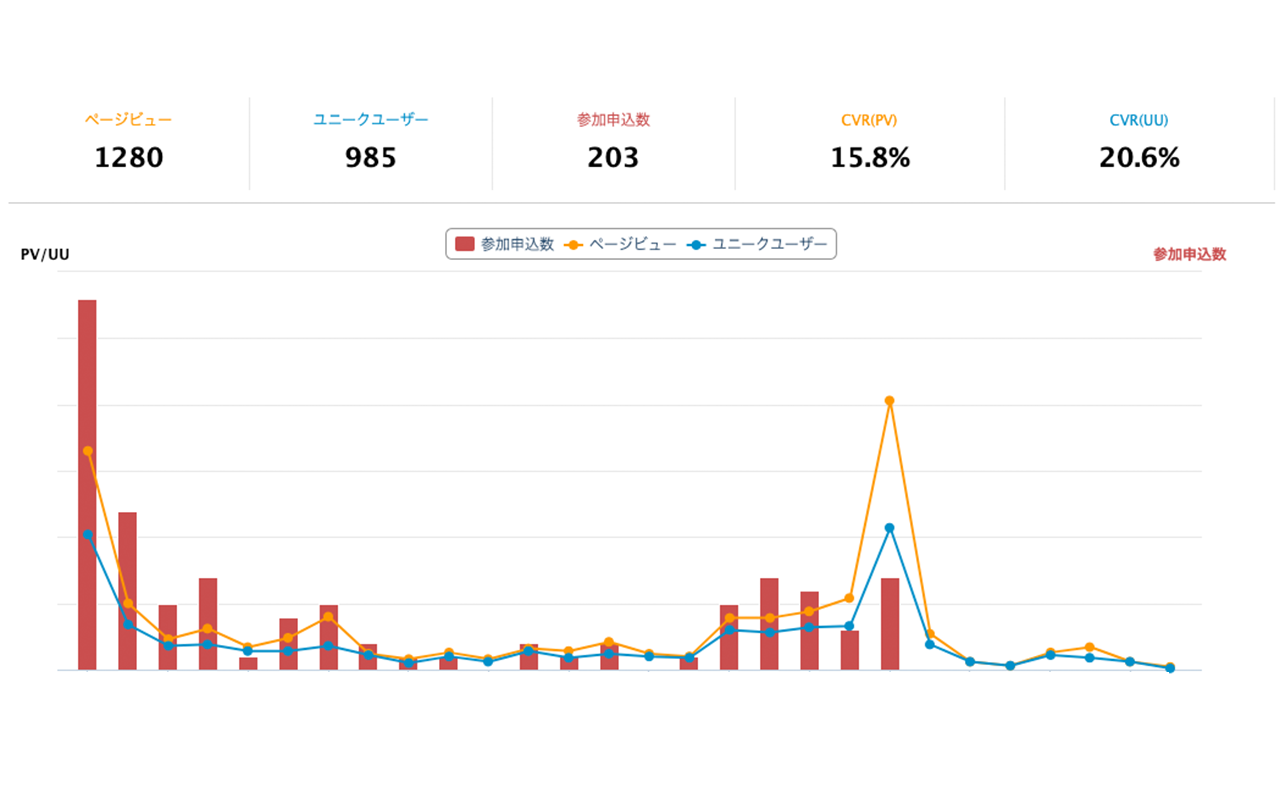 ページビュー
1280
ユニークユーザー
985
参加申込数
203
CVR(PV)
15.8%
CVR(UU)
20.6%
PV/UU
参加申込数 ページビュー ユニークユーザー
参加申込数